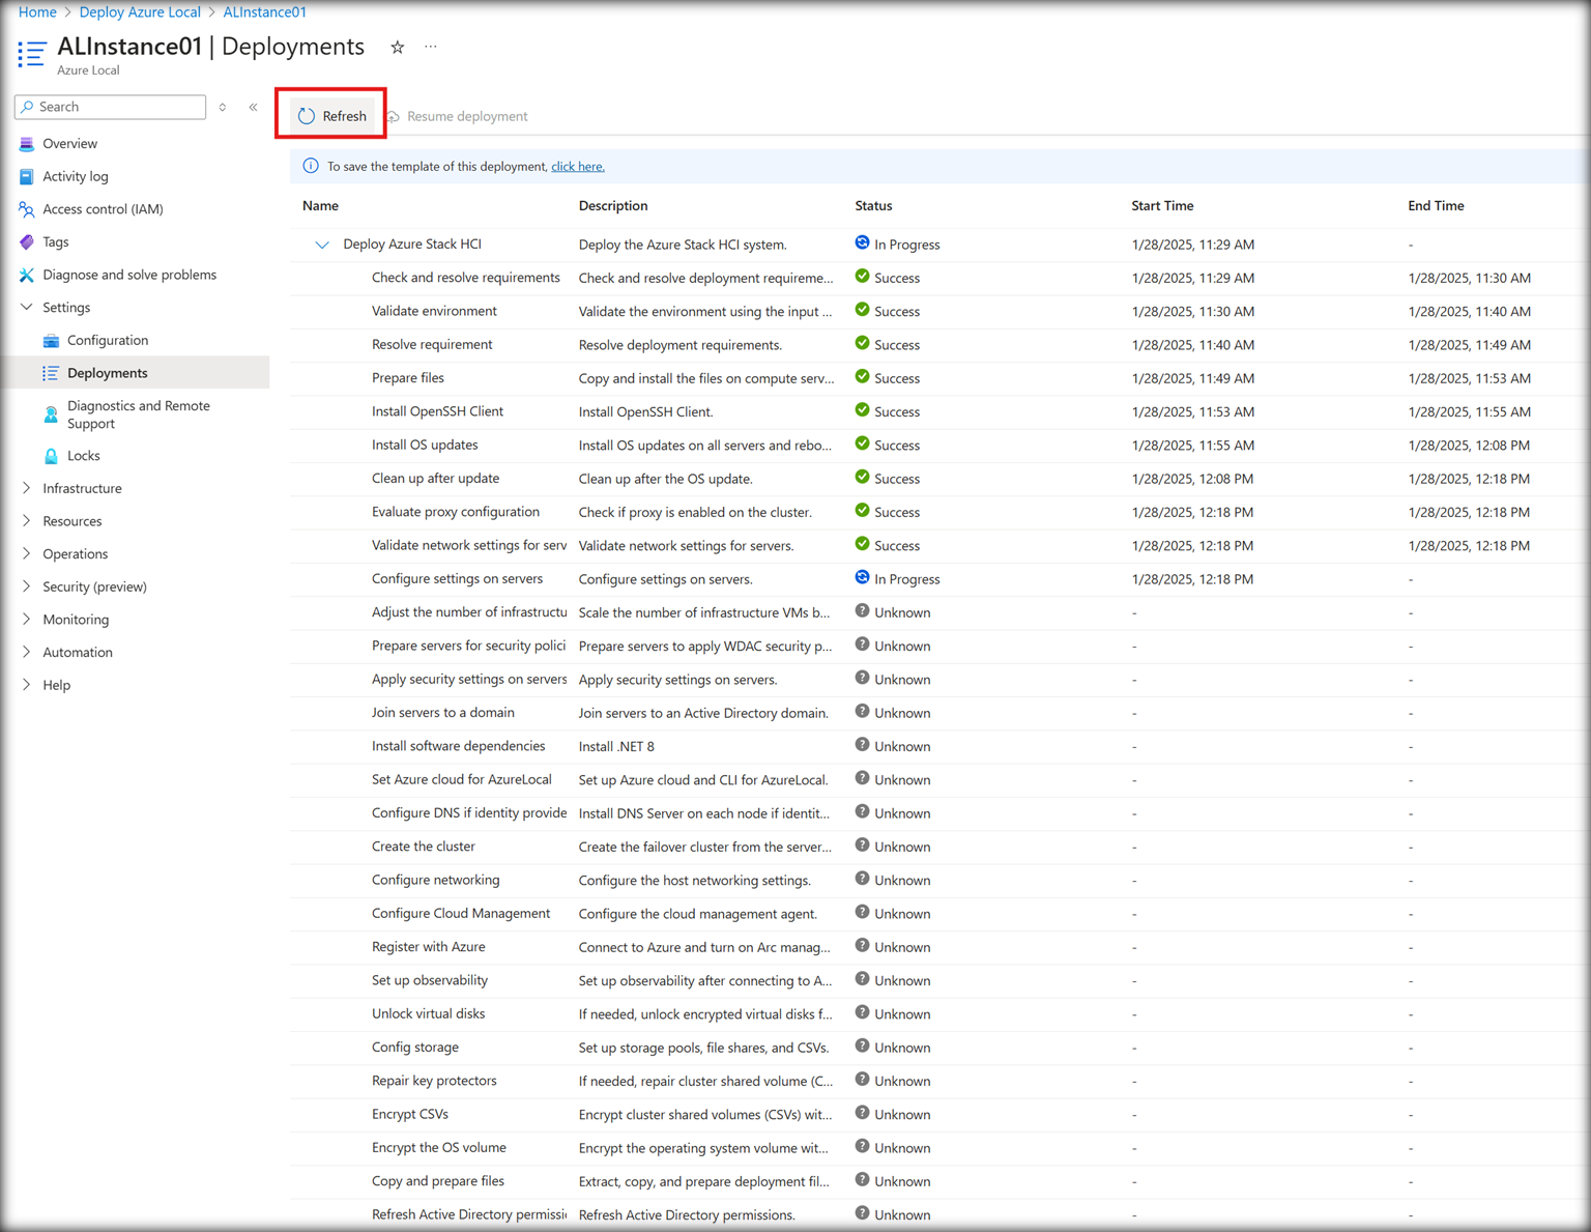 Home > Deploy Azure Local > ALInstance01
ALInstance01 | Deployments
Azure Local
Search
Refresh
Resume deployment
Overview
Activity log
Access control (IAM)
Tags
Diagnose and solve problems
Settings
Configuration
Deployments
Diagnostics and Remote
Support
Locks
Infrastructure
Resources
Operations
Security (preview)
Monitoring
Automation
Help
To save the template of this deployment, click here.
Name Description Status Start Time End Time
Deploy Azure Stack HCI Deploy the Azure Stack HCI system. In Progress 1/28/2025, 11:29 AM -
Check and resolve requirements Check and resolve deployment requireme... Success 1/28/2025, 11:29 AM 1/28/2025, 11:30 AM
Validate environment Validate the environment using the input ... Success 1/28/2025, 11:30 AM 1/28/2025, 11:40 AM
Resolve requirement Resolve deployment requirements. Success 1/28/2025, 11:40 AM 1/28/2025, 11:49 AM
Prepare files Copy and install the files on compute serv... Success 1/28/2025, 11:49 AM 1/28/2025, 11:53 AM
Install OpenSSH Client Install OpenSSH Client. Success 1/28/2025, 11:53 AM 1/28/2025, 11:55 AM
Install OS updates Install OS updates on all servers and rebo... Success 1/28/2025, 11:55 AM 1/28/2025, 12:08 PM
Clean up after update Clean up after the OS update. Success 1/28/2025, 12:08 PM 1/28/2025, 12:18 PM
Evaluate proxy configuration Check if proxy is enabled on the cluster. Success 1/28/2025, 12:18 PM 1/28/2025, 12:18 PM
Validate network settings for serv Validate network settings for servers. Success 1/28/2025, 12:18 PM 1/28/2025, 12:18 PM
Configure settings on servers Configure settings on servers. In Progress 1/28/2025, 12:18 PM -
Adjust the number of infrastructu Scale the number of infrastructure VMs b... Unknown - -
Prepare servers for security polici Prepare servers to apply WDAC security p... Unknown - -
Apply security settings on servers Apply security settings on servers. Unknown - -
Join servers to a domain Join servers to an Active Directory domain. Unknown - -
Install software dependencies Install .NET 8 Unknown - -
Set Azure cloud for AzureLocal Set up Azure cloud and CLI for AzureLocal. Unknown - -
Configure DNS if identity provide Install DNS Server on each node if identit... Unknown - -
Create the cluster Create the failover cluster from the server... Unknown - -
Configure networking Configure the host networking settings. Unknown - -
Configure Cloud Management Configure the cloud management agent. Unknown - -
Register with Azure Connect to Azure and turn on Arc manag... Unknown - -
Set up observability Set up observability after connecting to A... Unknown - -
Unlock virtual disks If needed, unlock encrypted virtual disks f... Unknown - -
Config storage Set up storage pools, file shares, and CSVs. Unknown - -
Repair key protectors If needed, repair cluster shared volume (C... Unknown - -
Encrypt CSVs Encrypt cluster shared volumes (CSVs) wit... Unknown - -
Encrypt the OS volume Encrypt the operating system volume wit... Unknown - -
Copy and prepare files Extract, copy, and prepare deployment fil... Unknown - -
Refresh Active Directory permissi Refresh Active Directory permissions. Unknown - -